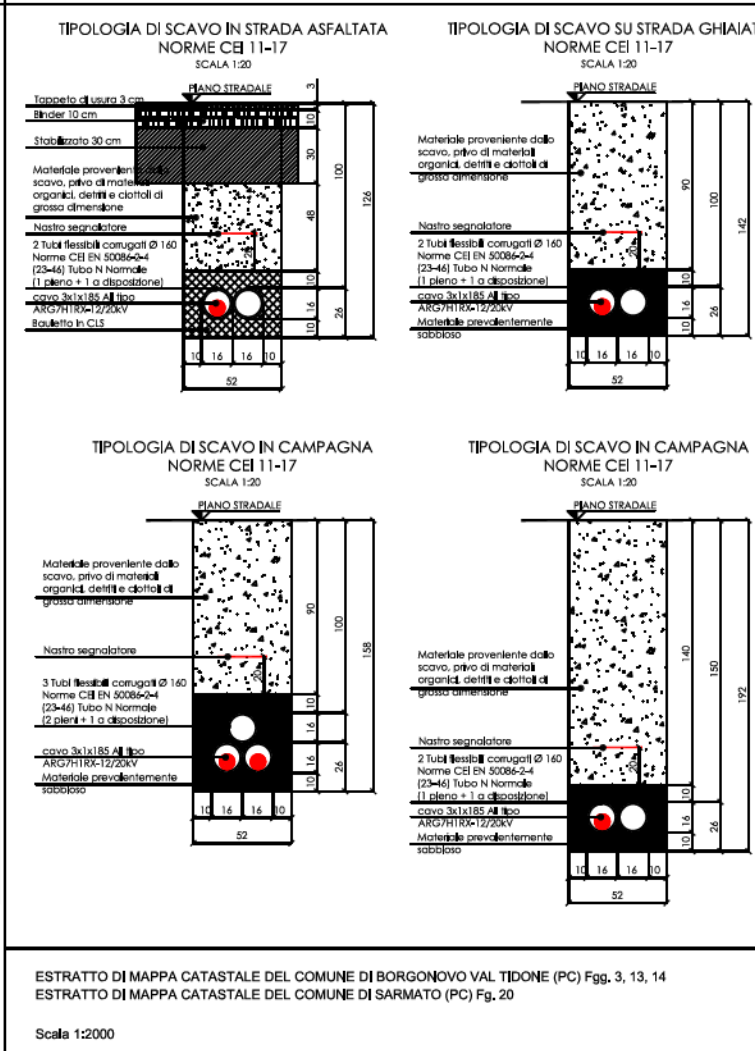 TIPOLOGIA DI SCAVO IN STRADA ASFALTATA
NORME CEI 11-17
SCALA 1:20
PIANO STRADALE
Tappeto di usura 3 cm
Binder 10 cm
Stabilizzato 30 cm
Materiale proveniente dallo
scavo, privo di materiali
organici, detriti e ciottoli di
grossa dimensione
Nastro segnalatore
2 Tubi flessibili corrugati Ø 160
Norme CEI EN 50086-2-4
(23-46) Tubo N Normale
(1 pieno + 1 a disposizione)
cavo 3x1x185 Al tipo
ARG7H1RX-12/20kV
Bauletto in CLS
3
10
30
48
10
16
10
100
26
126
20
10 16 16 10
52
TIPOLOGIA DI SCAVO SU STRADA GHIAIAT
NORME CEI 11-17
SCALA 1:20
PIANO STRADALE
Materiale proveniente dallo
scavo, privo di materiali
organici, detriti e ciottoli di
grossa dimensione
Nastro segnalatore
2 Tubi flessibili corrugati Ø 160
Norme CEI EN 50086-2-4
(23-46) Tubo N Normale
(1 pieno + 1 a disposizione)
cavo 3x1x185 Al tipo
ARG7H1RX-12/20kV
Materiale prevalentemente
sabbioso
90
10
16
10
100
26
142
20
10 16 16 10
52
TIPOLOGIA DI SCAVO IN CAMPAGNA
NORME CEI 11-17
SCALA 1:20
PIANO STRADALE
Materiale proveniente dallo
scavo, privo di materiali
organici, detriti e ciottoli di
grossa dimensione
Nastro segnalatore
3 Tubi flessibili corrugati Ø 160
Norme CEI EN 50086-2-4
(23-46) Tubo N Normale
(2 pieni + 1 a disposizione)
cavo 3x1x185 Al tipo
ARG7H1RX-12/20kV
Materiale prevalentemente
sabbioso
90
10
16
16
10
100
26
158
20
10 16 16 10
52
TIPOLOGIA DI SCAVO IN CAMPAGNA
NORME CEI 11-17
SCALA 1:20
PIANO STRADALE
Materiale proveniente dallo
scavo, privo di materiali
organici, detriti e ciottoli di
grossa dimensione
Nastro segnalatore
2 Tubi flessibili corrugati Ø 160
Norme CEI EN 50086-2-4
(23-46) Tubo N Normale
(1 pieno + 1 a disposizione)
cavo 3x1x185 Al tipo
ARG7H1RX-12/20kV
Materiale prevalentemente
sabbioso
140
10
16
10
150
26
192
20
10 16 16 10
52
ESTRATTO DI MAPPA CATASTALE DEL COMUNE DI BORGONOVO VAL TIDONE (PC) Fgg. 3, 13, 14
ESTRATTO DI MAPPA CATASTALE DEL COMUNE DI SARMATO (PC) Fg. 20
Scala 1:2000